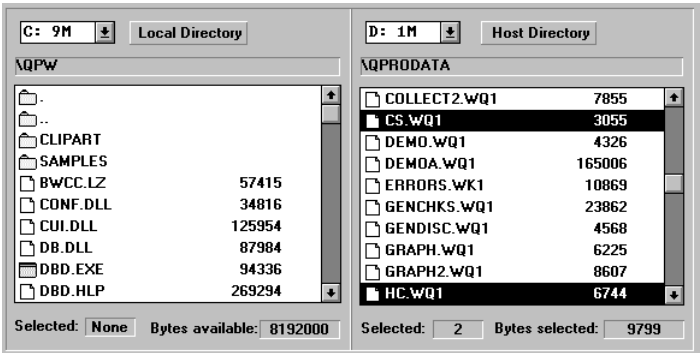 C: 9M Local Directory
\QPW
.
..
CLIPART
SAMPLES
BWCC.LZ 57415
CONF.DLL 34816
CUI.DLL 125954
DB.DLL 87984
DBD.EXE 94336
DBD.HLP 269294
Selected: None Bytes available: 8192000
D: 1M Host Directory
\QPRODATA
COLLECT2.WQ1 7855
CS.WQ1 3055
DEMO.WQ1 4326
DEMOA.WQ1 165006
ERRORS.WK1 10869
GENCHKS.WQ1 23862
GENDISC.WQ1 4568
GRAPH.WQ1 6225
GRAPH2.WQ1 8607
HC.WQ1 6744
Selected: 2 Bytes selected: 9799